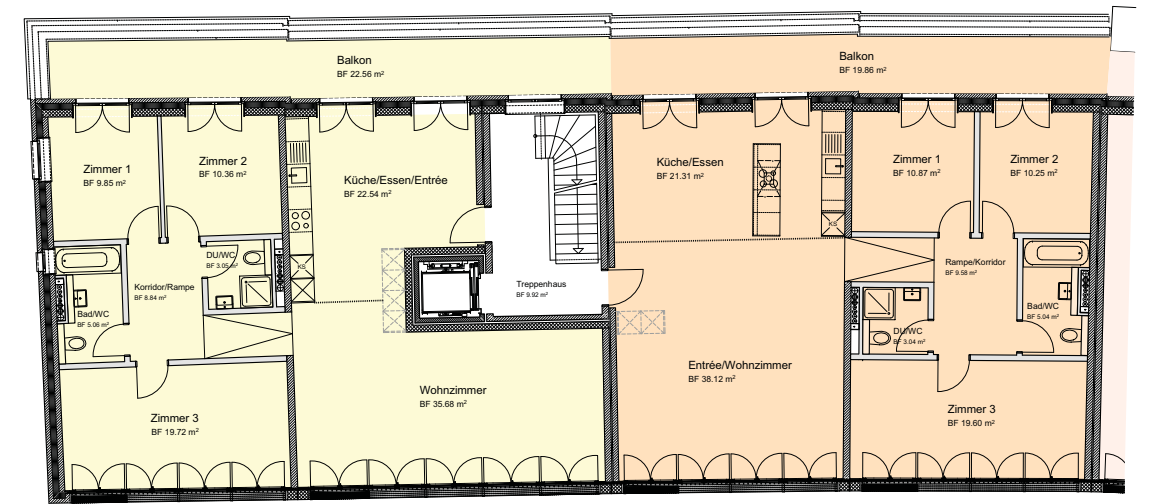 Balkon
BF 22.56 m²
Balkon
BF 19.86 m²
Zimmer 1
BF 9.85 m²
Zimmer 2
BF 10.36 m²
Küche/Essen/Entrée
BF 22.54 m²
Küche/Essen
BF 21.31 m²
Zimmer 1
BF 10.87 m²
Zimmer 2
BF 10.25 m²
KS
KS
DU/WC
BF 3.05 m²
Korridor/Rampe
BF 8.84 m²
Treppenhaus
BF 9.92 m²
Rampe/Korridor
BF 9.58 m²
Bad/WC
BF 5.06 m²
Bad/WC
BF 5.04 m²
DU/WC
BF 3.04 m²
Entrée/Wohnzimmer
BF 38.12 m²
Wohnzimmer
BF 35.68 m²
Zimmer 3
BF 19.72 m²
Zimmer 3
BF 19.60 m²